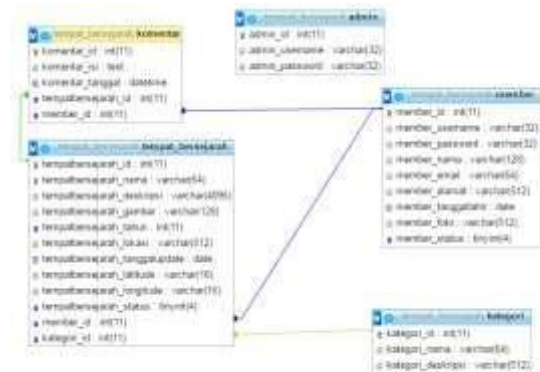 komentar
komentar_id : int(11)
komentar_isi : text
komentar_tanggal : datetime
tempatbersejarah_id : int(11)
member_id : int(11)
admin
admin_id : int(11)
admin_username : varchar(32)
admin_password : varchar(32)
member
member_id : int(11)
member_username : varchar(32)
member_password : varchar(32)
member_nama : varchar(128)
member_email : varchar(64)
member_alamat : varchar(512)
member_tanggallahir : date
member_foto : varchar(512)
member_status : tinyint(4)
tempat_bersejarah
tempatbersejarah_id : int(11)
tempatbersejarah_nama : varchar(64)
tempatbersejarah_deskripsi : varchar(4096)
tempatbersejarah_gambar : varchar(128)
tempatbersejarah_tahun : int(11)
tempatbersejarah_lokasi : varchar(512)
tempatbersejarah_tanggalupdate : date
tempatbersejarah_latitude : varchar(16)
tempatbersejarah_longitude : varchar(16)
tempatbersejarah_status : tinyint(4)
member_id : int(11)
kategori_id : int(11)
kategori
kategori_id : int(11)
kategori_nama : varchar(64)
kategori_deskripsi : varchar(512)